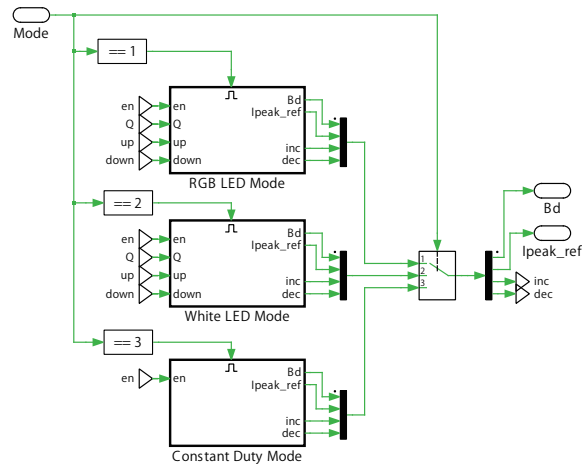 Mode
== 1
en
Q
up
down
en
Q
up
down
Bd
Ipeak_ref
inc
dec
RGB LED Mode
== 2
en
Q
up
down
en
Q
up
down
Bd
Ipeak_ref
inc
dec
White LED Mode
1
2
3
Bd
Ipeak_ref
inc
dec
== 3
en
en
Bd
Ipeak_ref
inc
dec
Constant Duty Mode